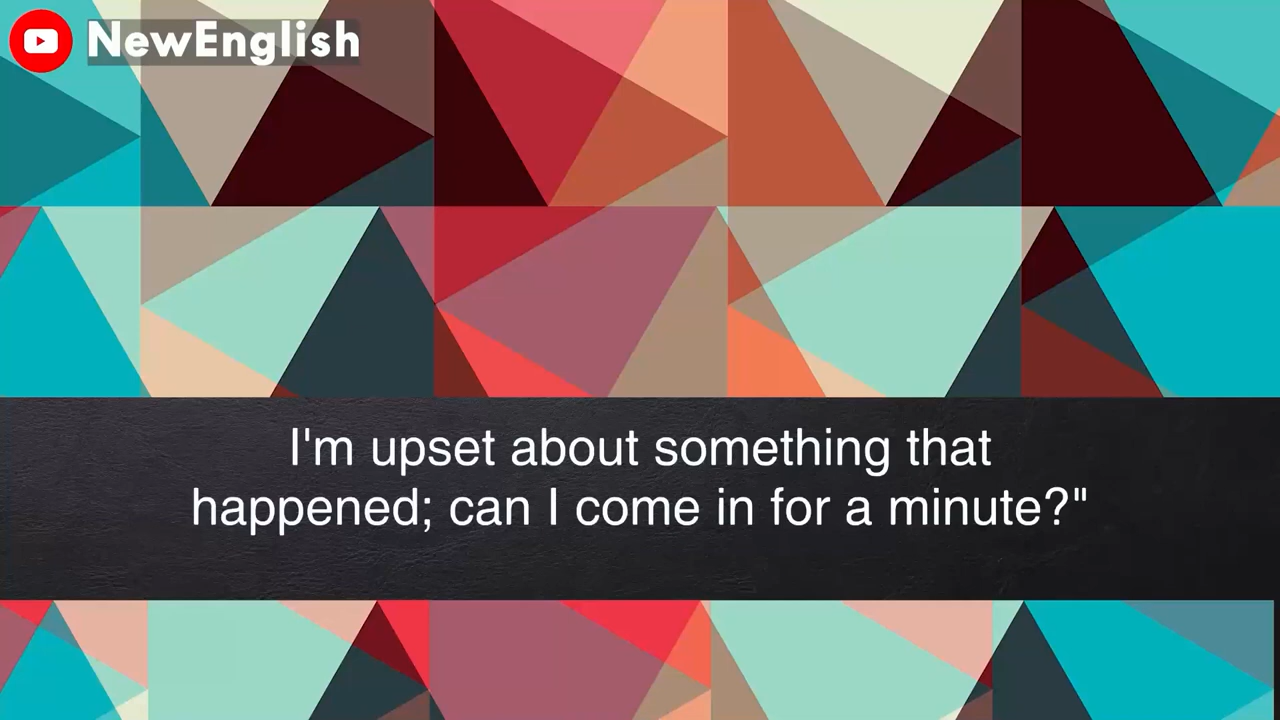 NewEnglish
I'm upset about something that
happened; can I come in for a minute?"